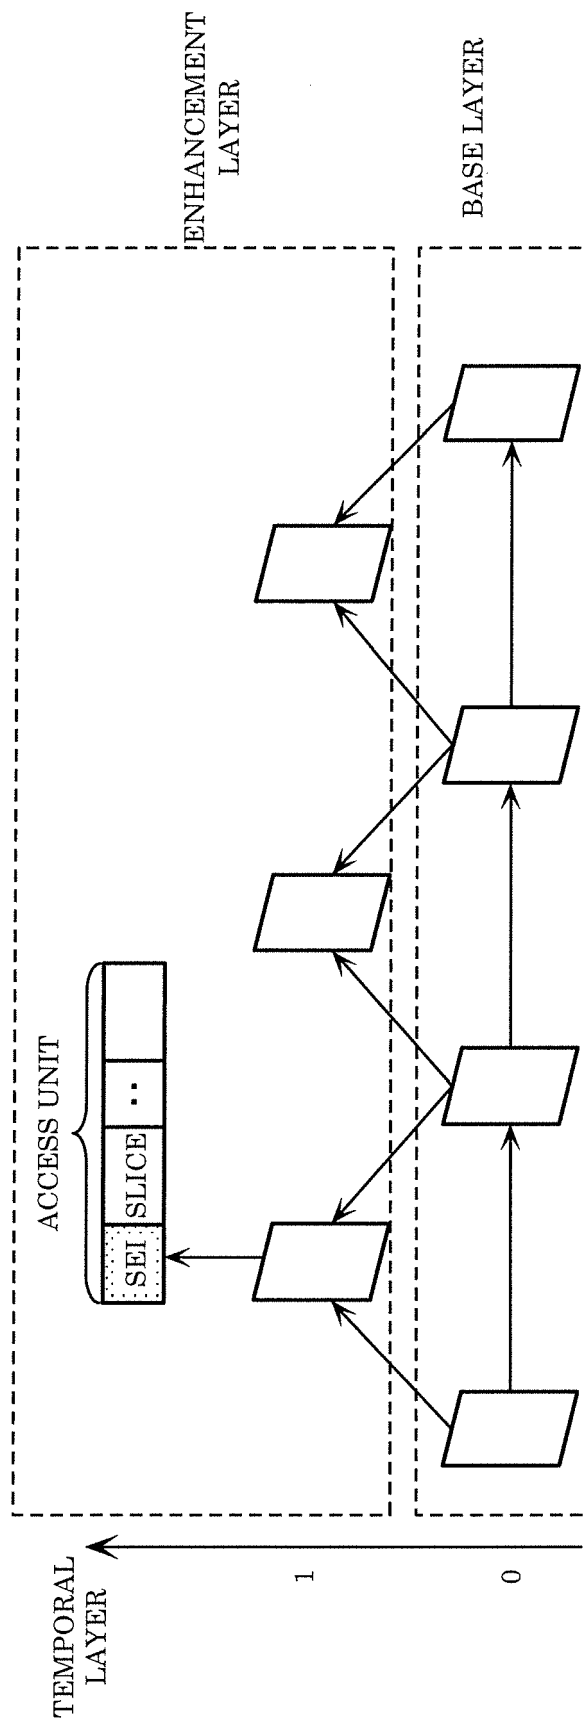 TEMPORAL
LAYER
ACCESS UNIT
SEI SLICE ..
ENHANCEMENT
LAYER
1
BASE LAYER
0